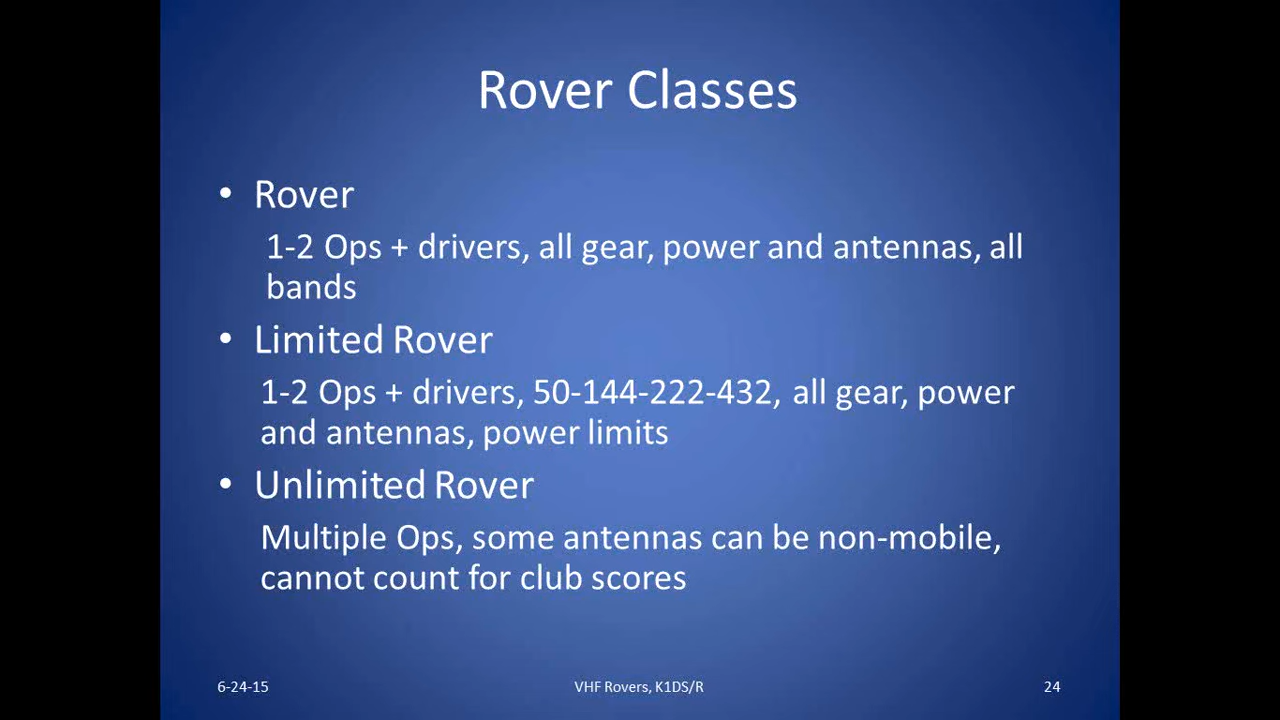 Rover Classes
• Rover
1-2 Ops + drivers, all gear, power and antennas, all
bands
• Limited Rover
1-2 Ops + drivers, 50-144-222-432, all gear, power
and antennas, power limits
• Unlimited Rover
Multiple Ops, some antennas can be non-mobile,
cannot count for club scores
6-24-15 VHF Rovers, K1DS/R 24